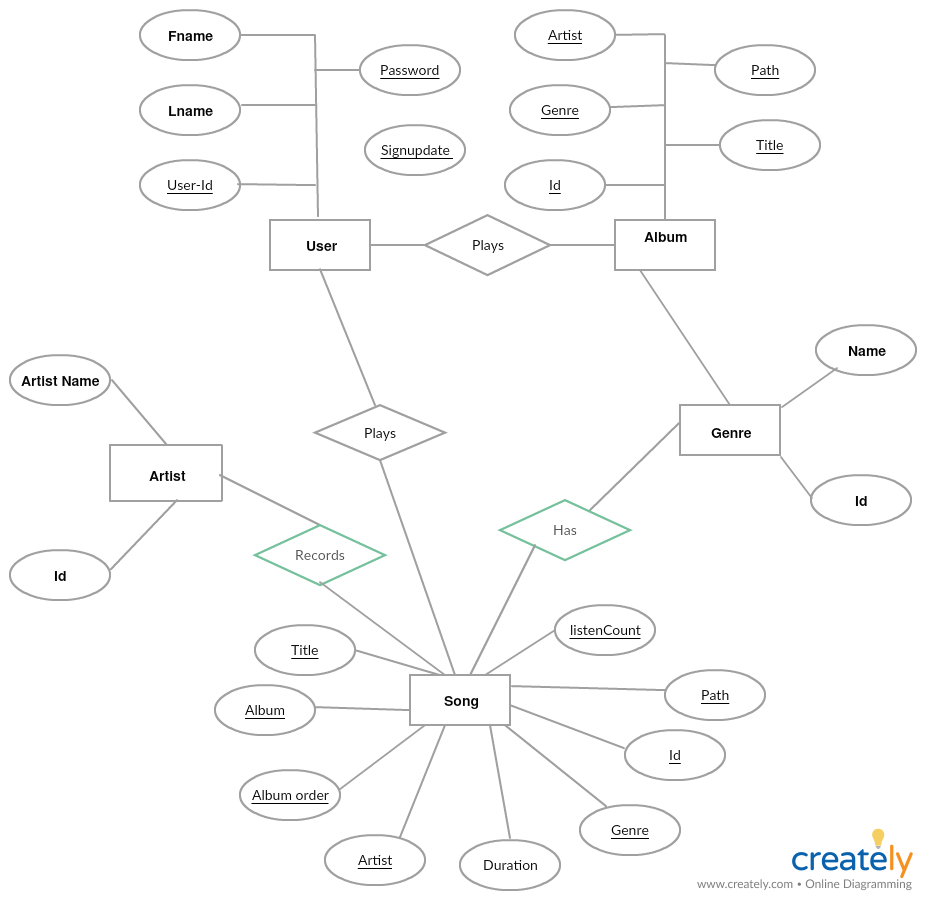 Fname
Artist
Password
Path
Lname
Genre
Signupdate
Title
User-Id
Id
User
Plays
Album
Name
Artist Name
Plays
Genre
Artist
Id
Has
Records
Id
listenCount
Title
Path
Song
Album
Id
Album order
Genre
Artist
Duration
creately
www.creately.com • Online Diagramming